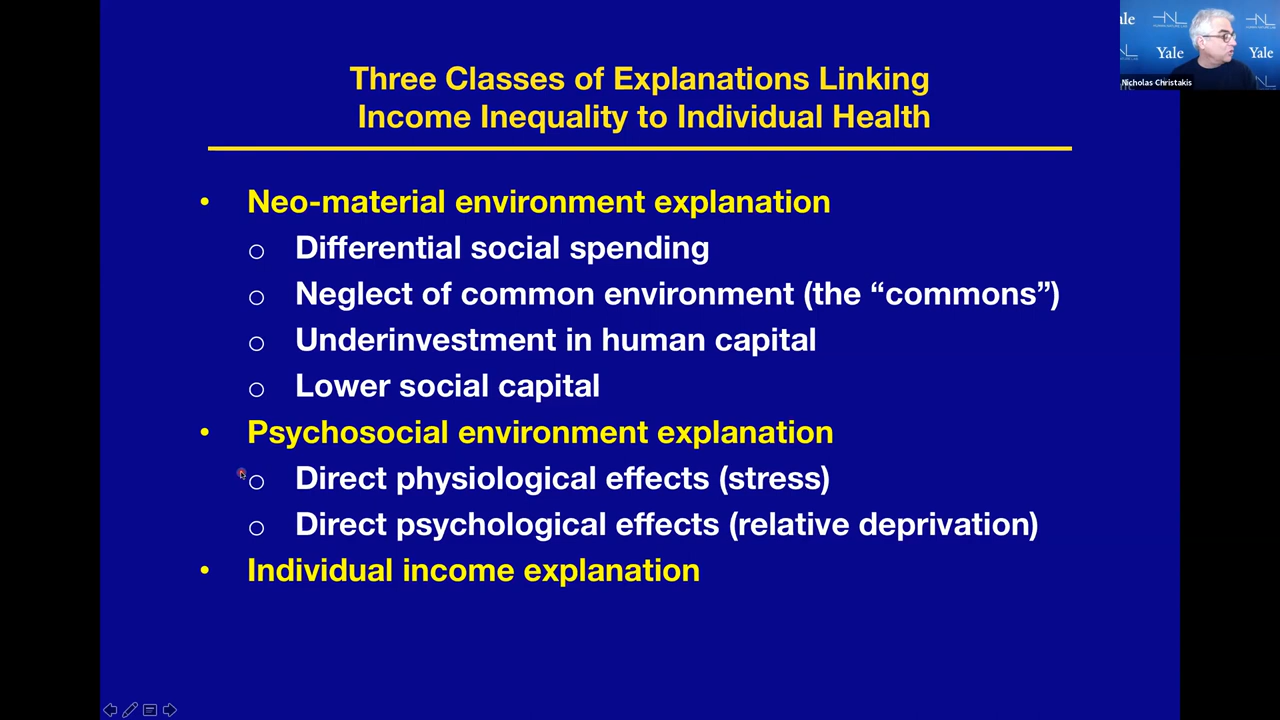 Three Classes of Explanations Linking
Income Inequality to Individual Health
• Neo-material environment explanation
o Differential social spending
o Neglect of common environment (the “commons”)
o Underinvestment in human capital
o Lower social capital
• Psychosocial environment explanation
o Direct physiological effects (stress)
o Direct psychological effects (relative deprivation)
• Individual income explanation
Yale
Yale
Nicholas Christakis